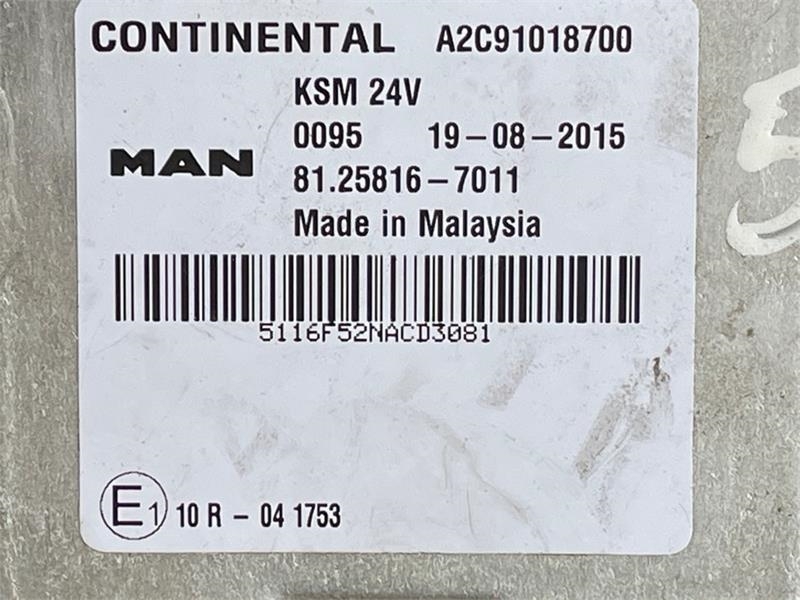 CONTINENTAL A2C91018700
KSM 24V
0095 19-08-2015
MAN 81.25816-7011
Made in Malaysia
5116F52NACD3081
E1 10 R - 04 1753